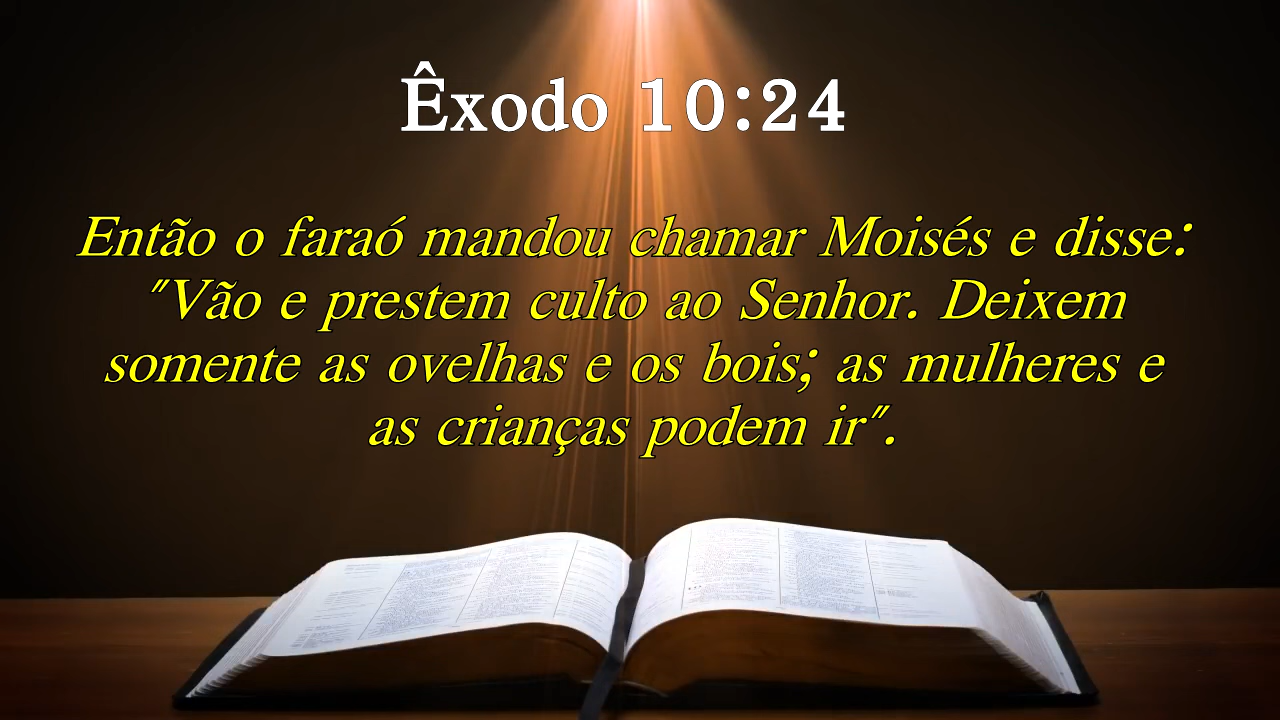 Êxodo 10:24
Então o faraó mandou chamar Moisés e disse:
"Vão e prestem culto ao Senhor. Deixem
somente as ovelhas e os bois; as mulheres e
as crianças podem ir".